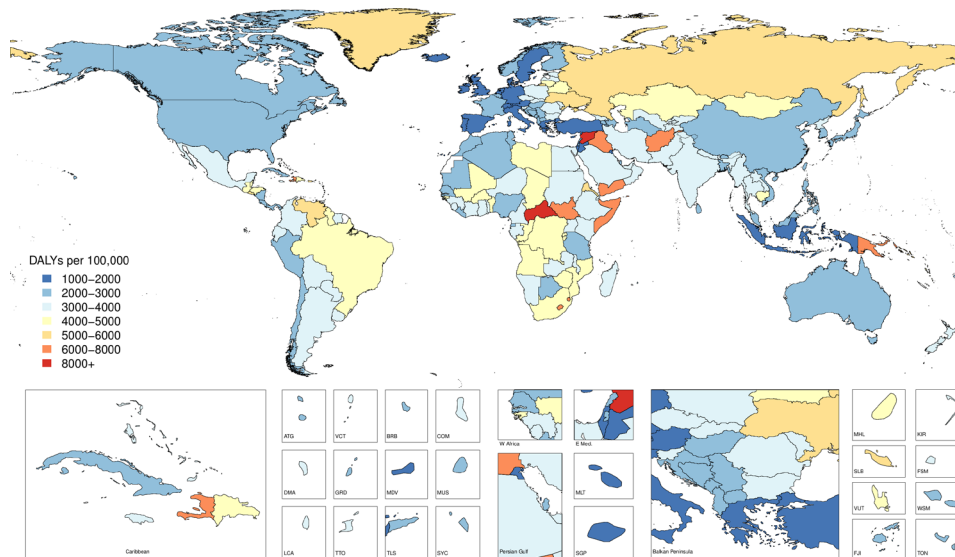 DALYs per 100,000
1000−2000
2000−3000
3000−4000
4000−5000
5000−6000
6000−8000
8000+
Caribbean
ATG
VCT
BRB
COM
DMA
GRD
MDV
MUS
LCA
TTO
TLS
SYC
W Africa
E Med.
Persian Gulf
MLT
SGP
Balkan Peninsula
MHL
KIR
SLB
FSM
VUT
WSM
FJI
TON